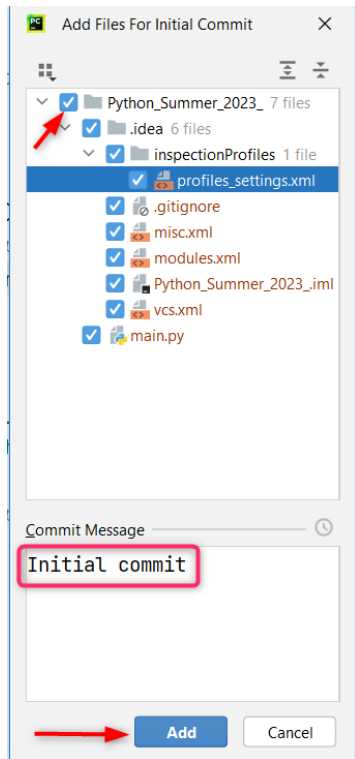 PC
Add Files For Initial Commit
Python_Summer_2023_ 7 files
.idea 6 files
inspectionProfiles 1 file
profiles_settings.xml
.gitignore
misc.xml
modules.xml
Python_Summer_2023_.iml
vcs.xml
main.py
Commit Message
Initial commit
Add Cancel